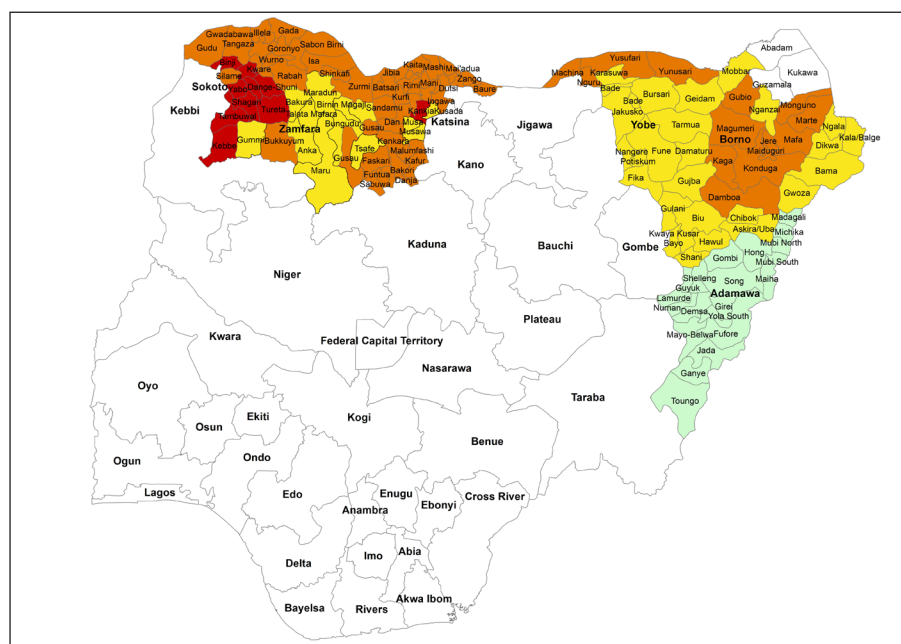 Abadam
Kukawa
Gwadabawa Illela Gada
Gudu Tangaza Goronyo Sabon Birni
Wurno Isa
Binji Kware
Silame Rabah Shinkafi
Sokoto Yabo Dange Shuni
Kebbi Shagari Tureta
Tambuwal
Kebbe Gummi Bukkuyum
Maradun
Bakura Birnin Magaji
Talata Mafara
Bungudu
Zamfara
Anka Gusau
Tsafe
Gusau
Maru
Kaita Mashi Mai'adua
Jibia Zango
Zurmi Batsari Rimi Mani Dutsi Baure
Kurfi Ingawa
Sandamu
Kankia Kusada
Dan Musa Katsina
Musawa
Kankara
Malumfashi
Faskari Kafur
Bakori
Funtua Danja
Sabuwa
Jigawa
Kano
Machina Yusufari
Karasuwa Yunusari
Nguru
Bade
Mobbar
Guzamala
Bursari
Bade Geidam
Jakusko
Gubio
Nganzai Monguno
Marte
Yobe Tarmua
Magumeri
Borno
Jere Mafa
Ngala
Kala/Balge
Dikwa
Maiduguri
Nangere Fune Damaturu Kaga
Potiskum Konduga Bama
Fika Gujba
Damboa Gwoza
Gulani Biu Chibok Madagali
Askira/Uba Michika
Kwaya Kusar
Bayo Hawul Mubi North
Shani Gombi Hong
Mubi South
Shelleng Song Maiha
Guyuk
Adamawa
Lamurde
Numan Demsa Girei
Yola South
Mayo-Belwa Fufore
Jada
Ganye
Toungo
Kaduna
Bauchi
Gombe
Niger
Plateau
Federal Capital Territory
Kwara
Nasarawa
Taraba
Oyo
Kogi
Benue
Ekiti
Osun
Ondo
Ogun
Lagos
Edo
Enugu
Anambra
Ebonyi
Cross River
Delta
Imo
Abia
Bayelsa
Rivers
Akwa Ibom